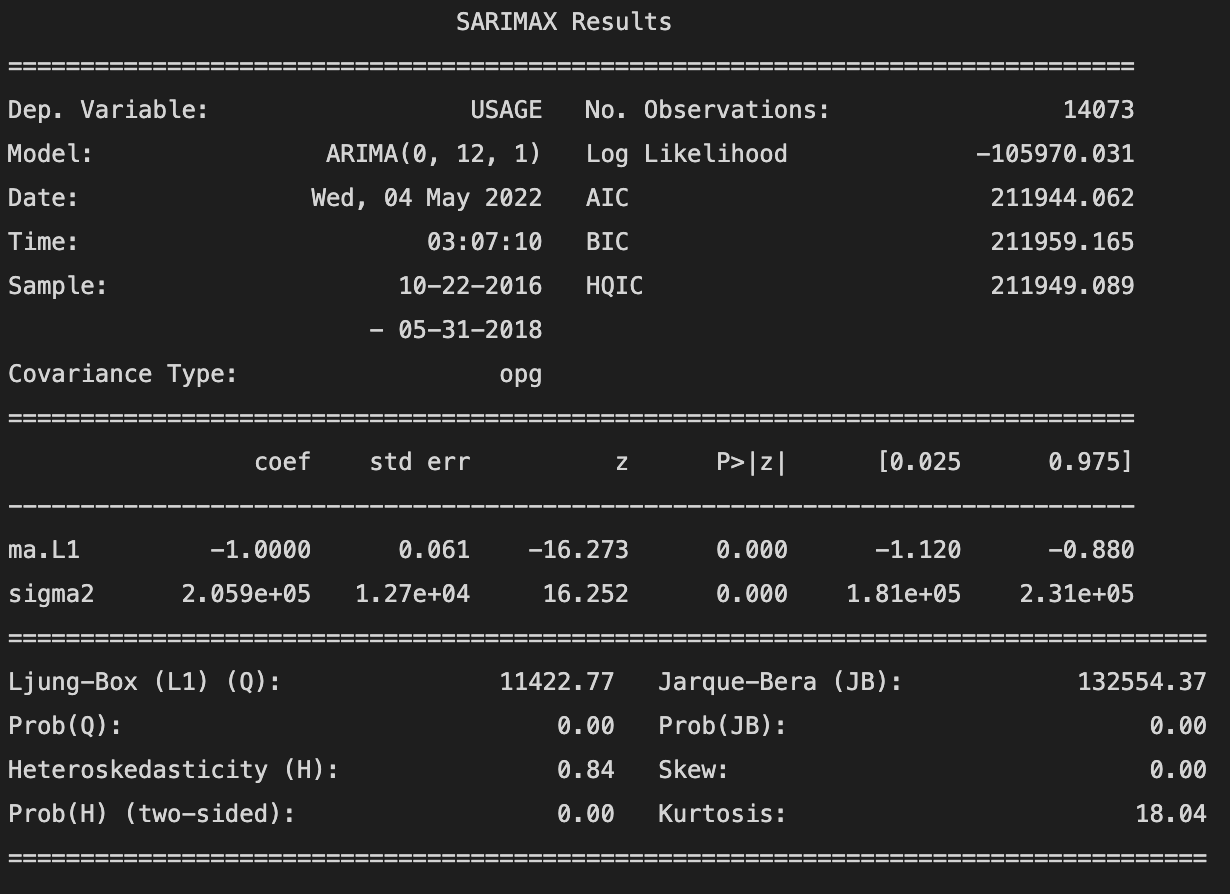 SARIMAX Results
==============================================================================
Dep. Variable:                  USAGE   No. Observations:                14073
Model:                ARIMA(0, 12, 1)   Log Likelihood             -105970.031
Date:                Wed, 04 May 2022   AIC                         211944.062
Time:                        03:07:10   BIC                         211959.165
Sample:                    10-22-2016   HQIC                        211949.089
                         - 05-31-2018
Covariance Type:                  opg
==============================================================================
                 coef    std err          z      P>|z|      [0.025      0.975]
------------------------------------------------------------------------------
ma.L1         -1.0000      0.061    -16.273      0.000      -1.120      -0.880
sigma2      2.059e+05   1.27e+04     16.252      0.000    1.81e+05    2.31e+05
===================================================================================
Ljung-Box (L1) (Q):               11422.77   Jarque-Bera (JB):            132554.37
Prob(Q):                              0.00   Prob(JB):                         0.00
Heteroskedasticity (H):               0.84   Skew:                             0.00
Prob(H) (two-sided):                  0.00   Kurtosis:                        18.04
===================================================================================